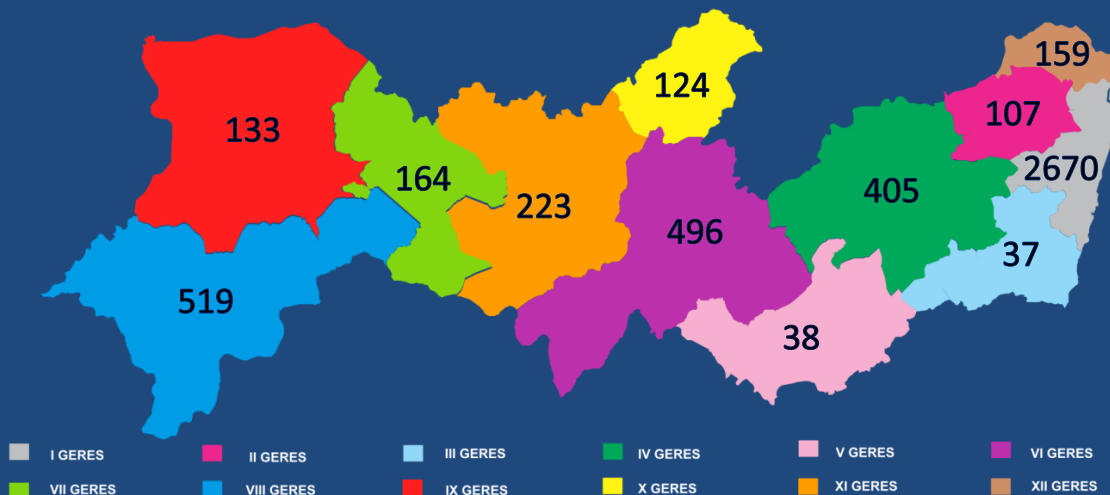 159
124
107
133
2670
164
405
223
496
37
519
38
I GERES
II GERES
III GERES
IV GERES
V GERES
VI GERES
VII GERES
VIII GERES
IX GERES
X GERES
XI GERES
XII GERES